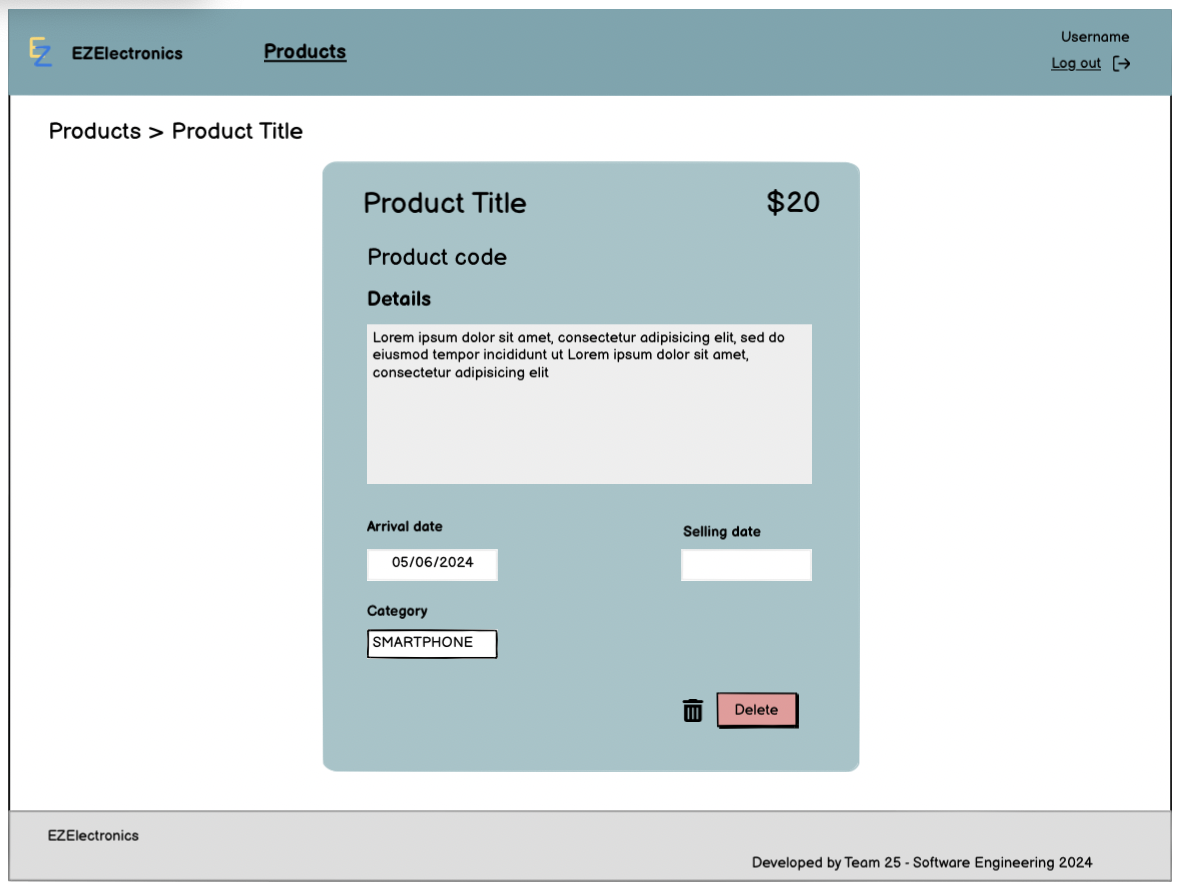 EZ
EZElectronics
Products
Username
Log out
Products > Product Title
Product Title
$20
Product code
Details
Lorem ipsum dolor sit amet, consectetur adipisicing elit, sed do
eiusmod tempor incididunt ut Lorem ipsum dolor sit amet,
consectetur adipisicing elit
Arrival date
Selling date
05/06/2024
Category
SMARTPHONE
Delete
EZElectronics
Developed by Team 25 - Software Engineering 2024